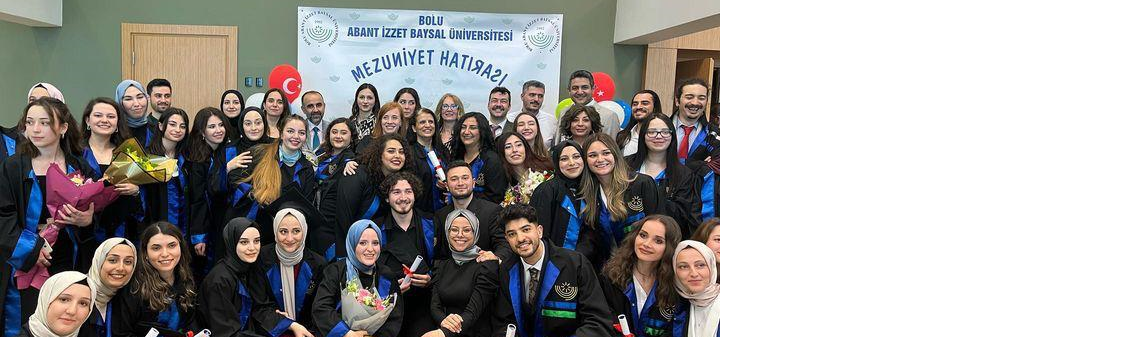 BOLU
ABANT İZZET BAYSAL ÜNİVERSİTESİ
MEZUNİYET HATIRASI